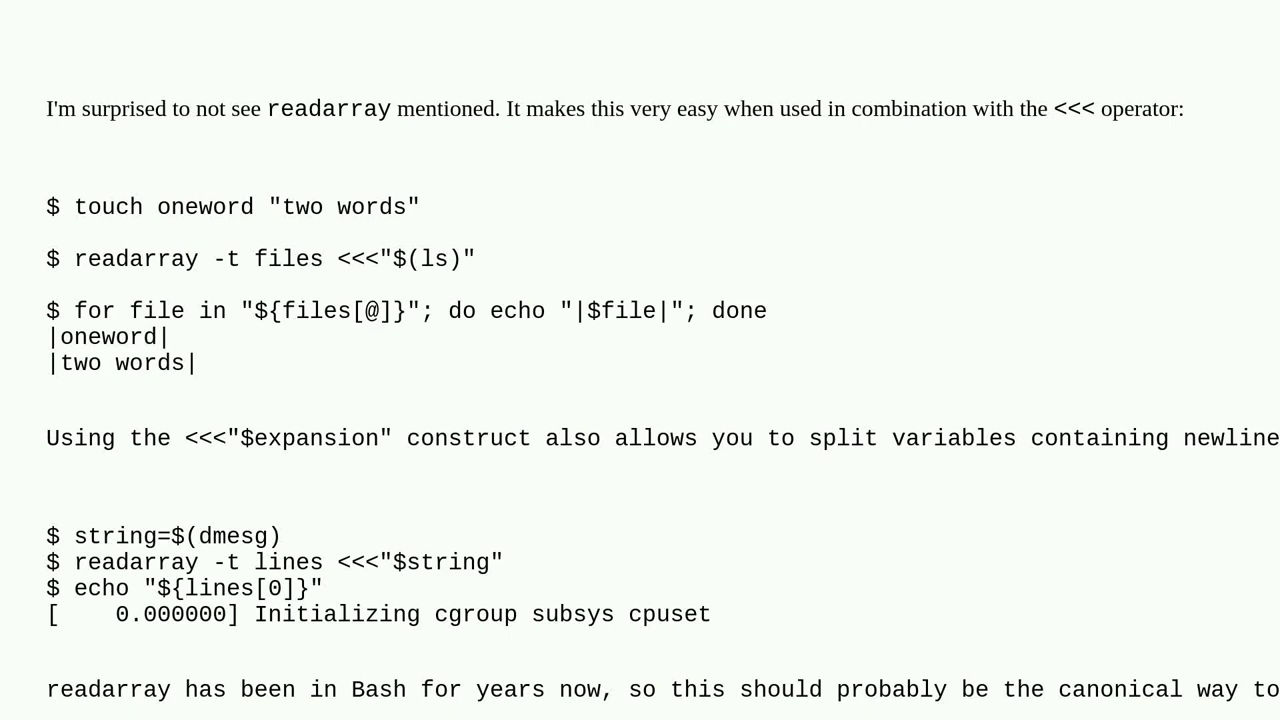 I'm surprised to not see readarray mentioned. It makes this very easy when used in combination with the <<< operator:
$ touch oneword "two words"
$ readarray -t files <<<"$(ls)"
$ for file in "${files[@]}"; do echo "|$file|"; done
|oneword|
|two words|
Using the <<<"$expansion" construct also allows you to split variables containing newline
$ string=$(dmesg)
$ readarray -t lines <<<"$string"
$ echo "${lines[0]}"
[    0.000000] Initializing cgroup subsys cpuset
readarray has been in Bash for years now, so this should probably be the canonical way to